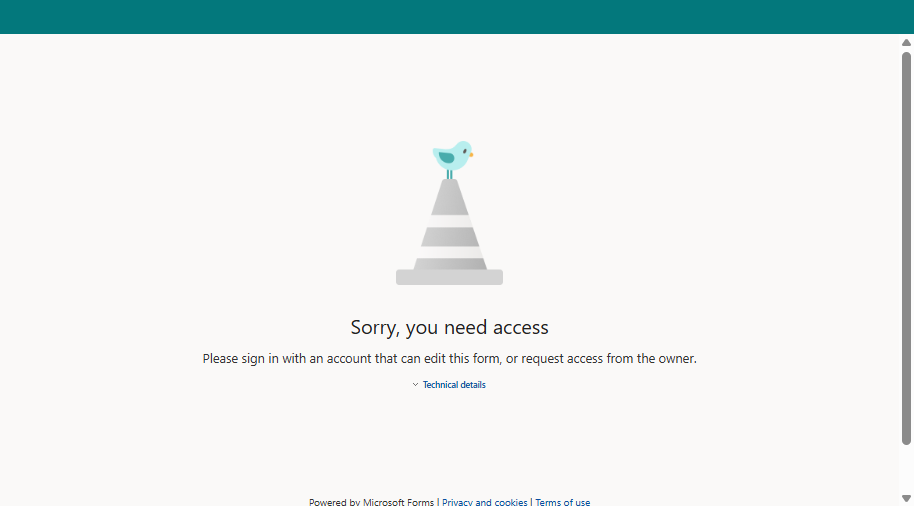 Sorry, you need access
Please sign in with an account that can edit this form, or request access from the owner.
Technical details
Powered by Microsoft Forms | Privacy and cookies | Terms of use